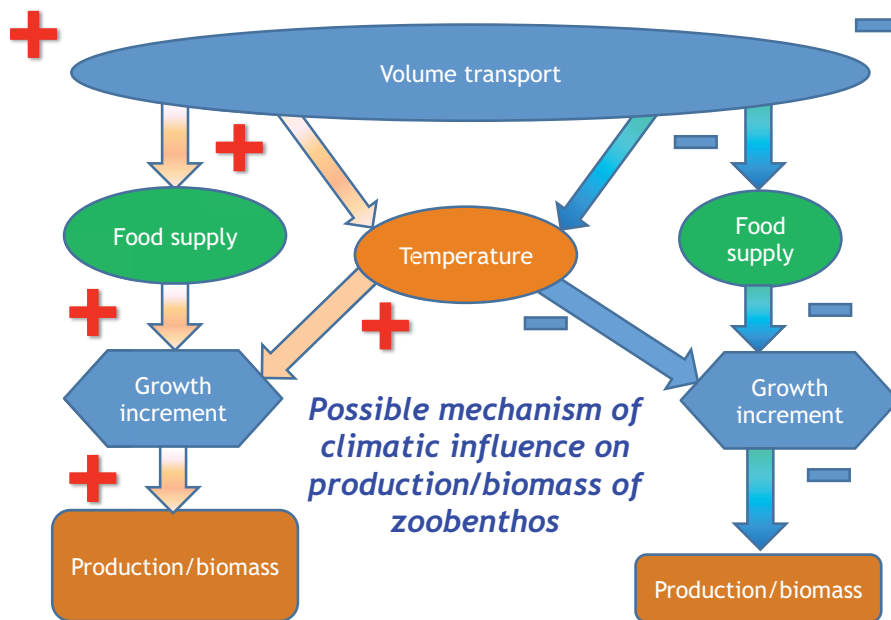 Volume transport
Food supply
Temperature
Food
supply
Growth
increment
Growth
increment
Possible mechanism of
climatic influence on
production/biomass of
zoobenthos
Production/biomass
Production/biomass